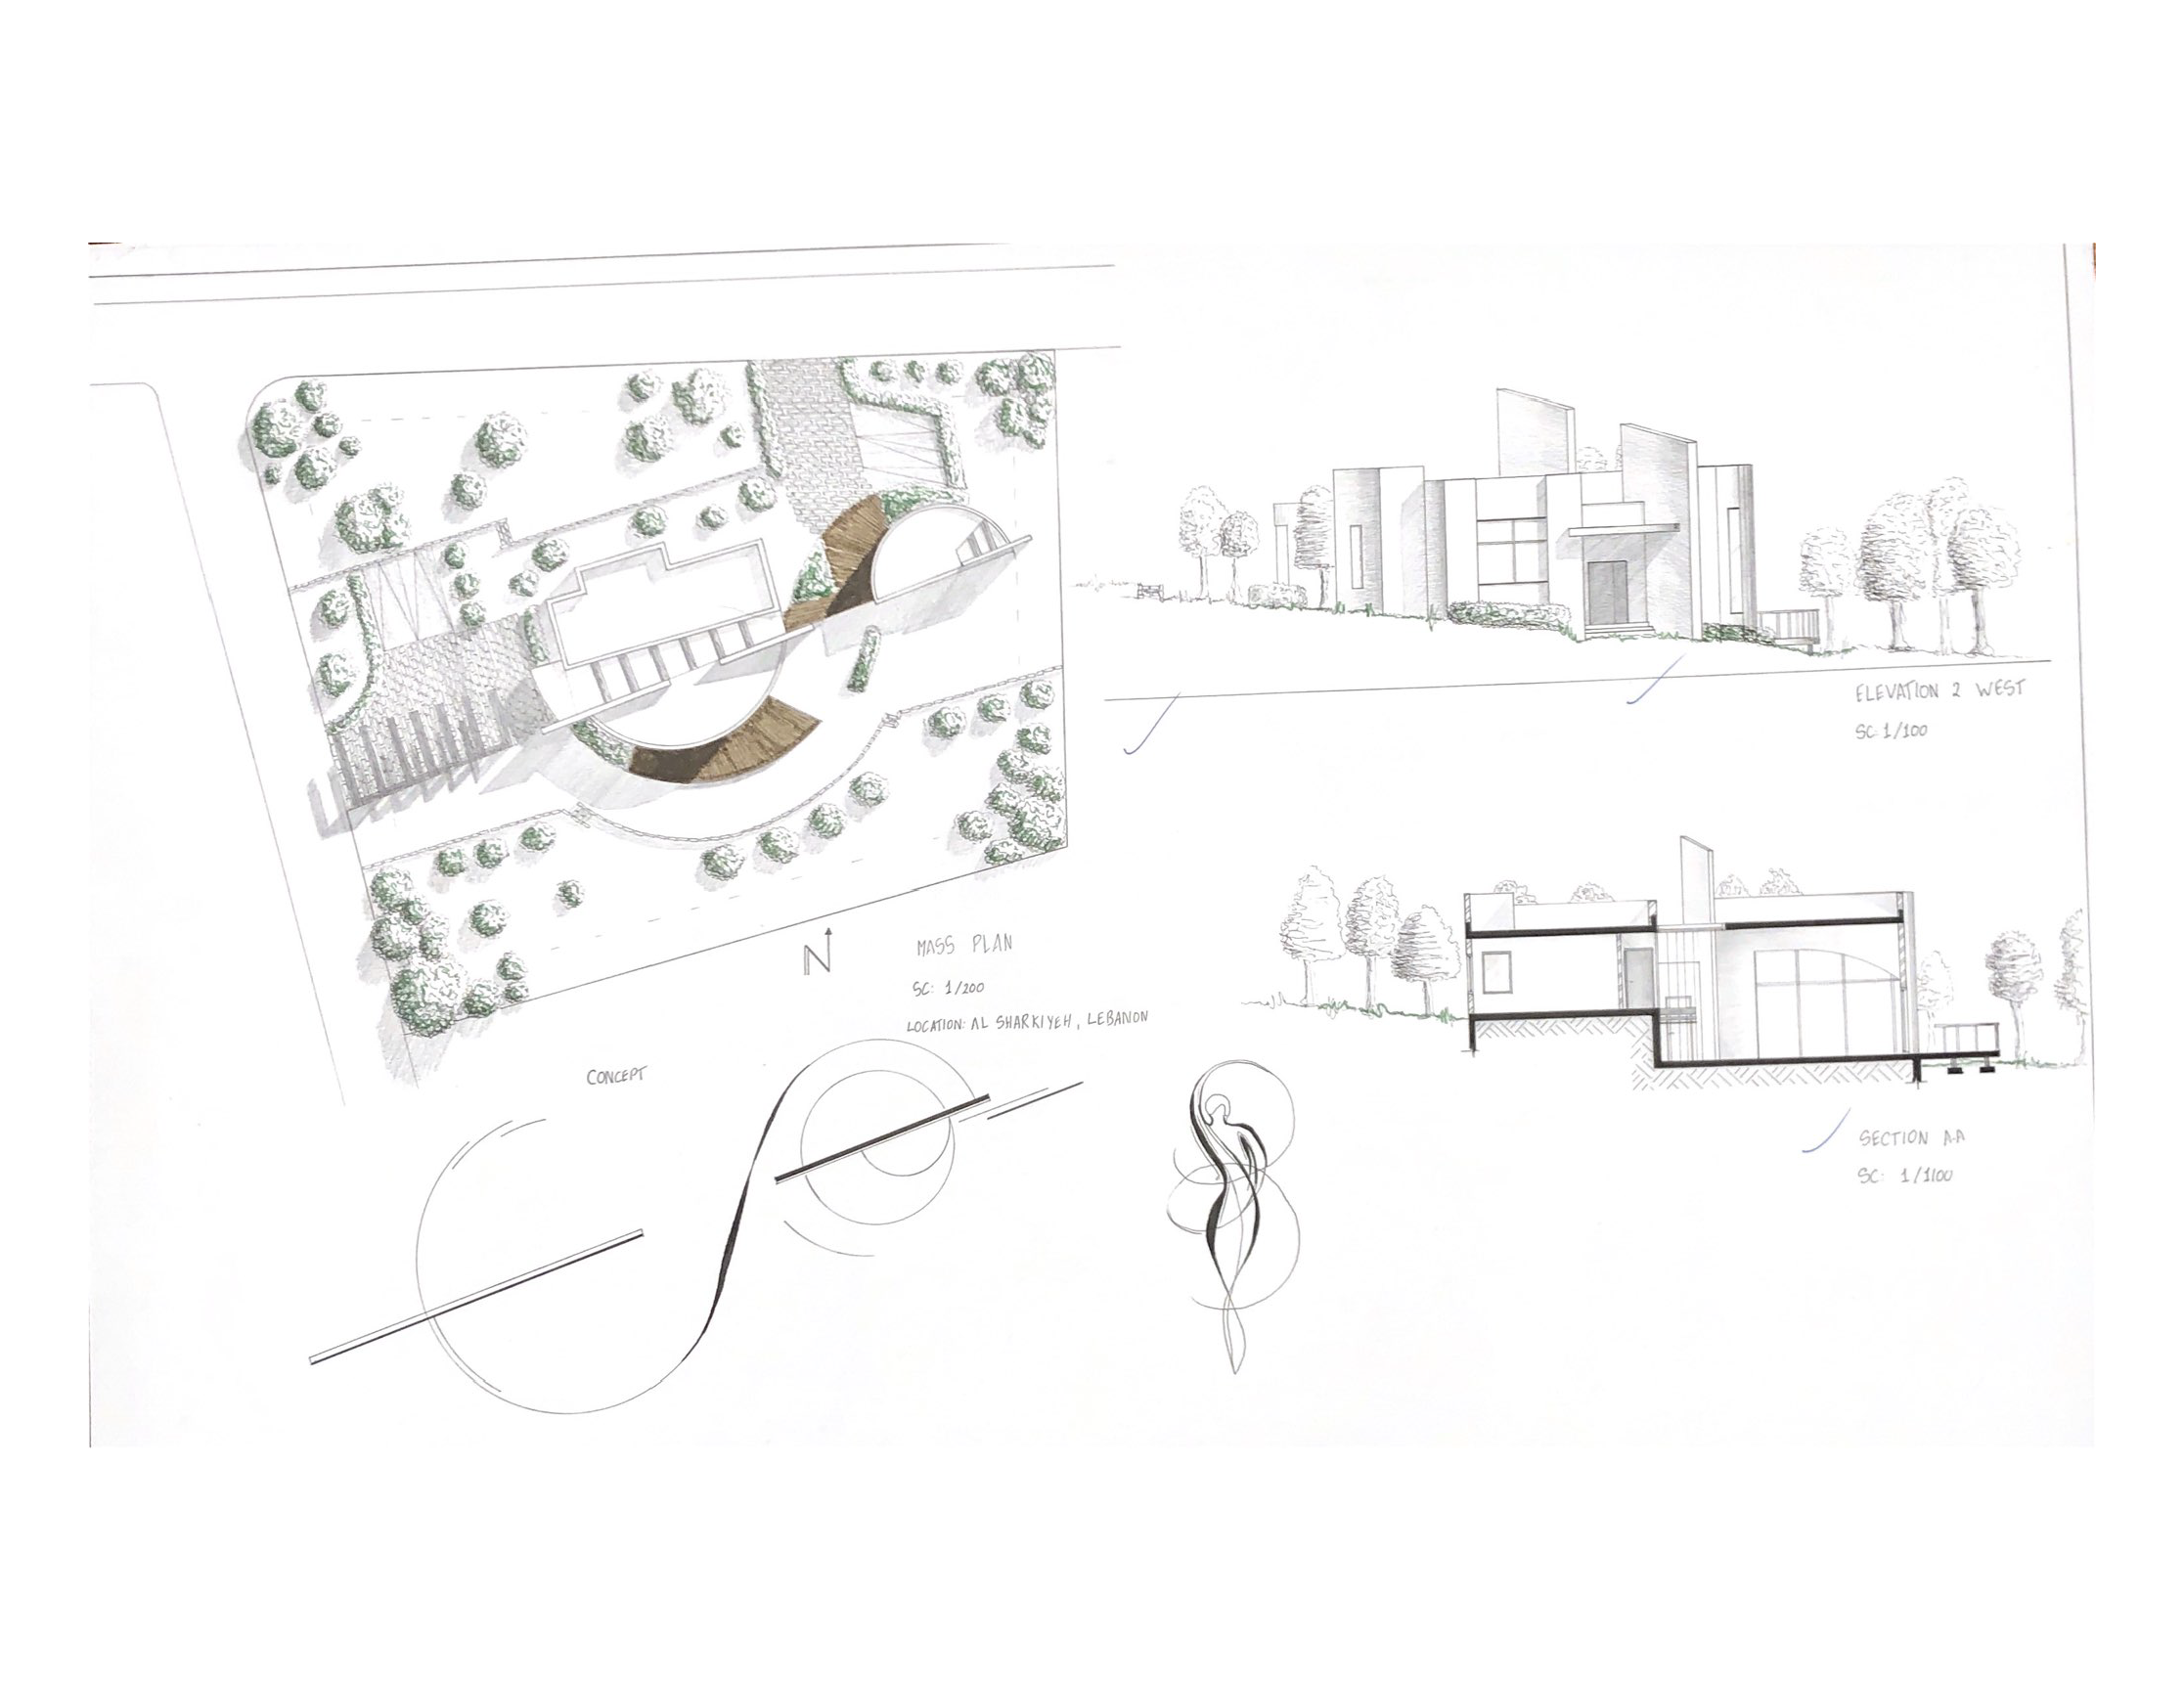 ELEVATION 2 WEST
SC: 1/100
N
MASS PLAN
SC: 1/200
LOCATION: AL SHARKIYEH, LEBANON
CONCEPT
SECTION A-A
SC: 1/1100